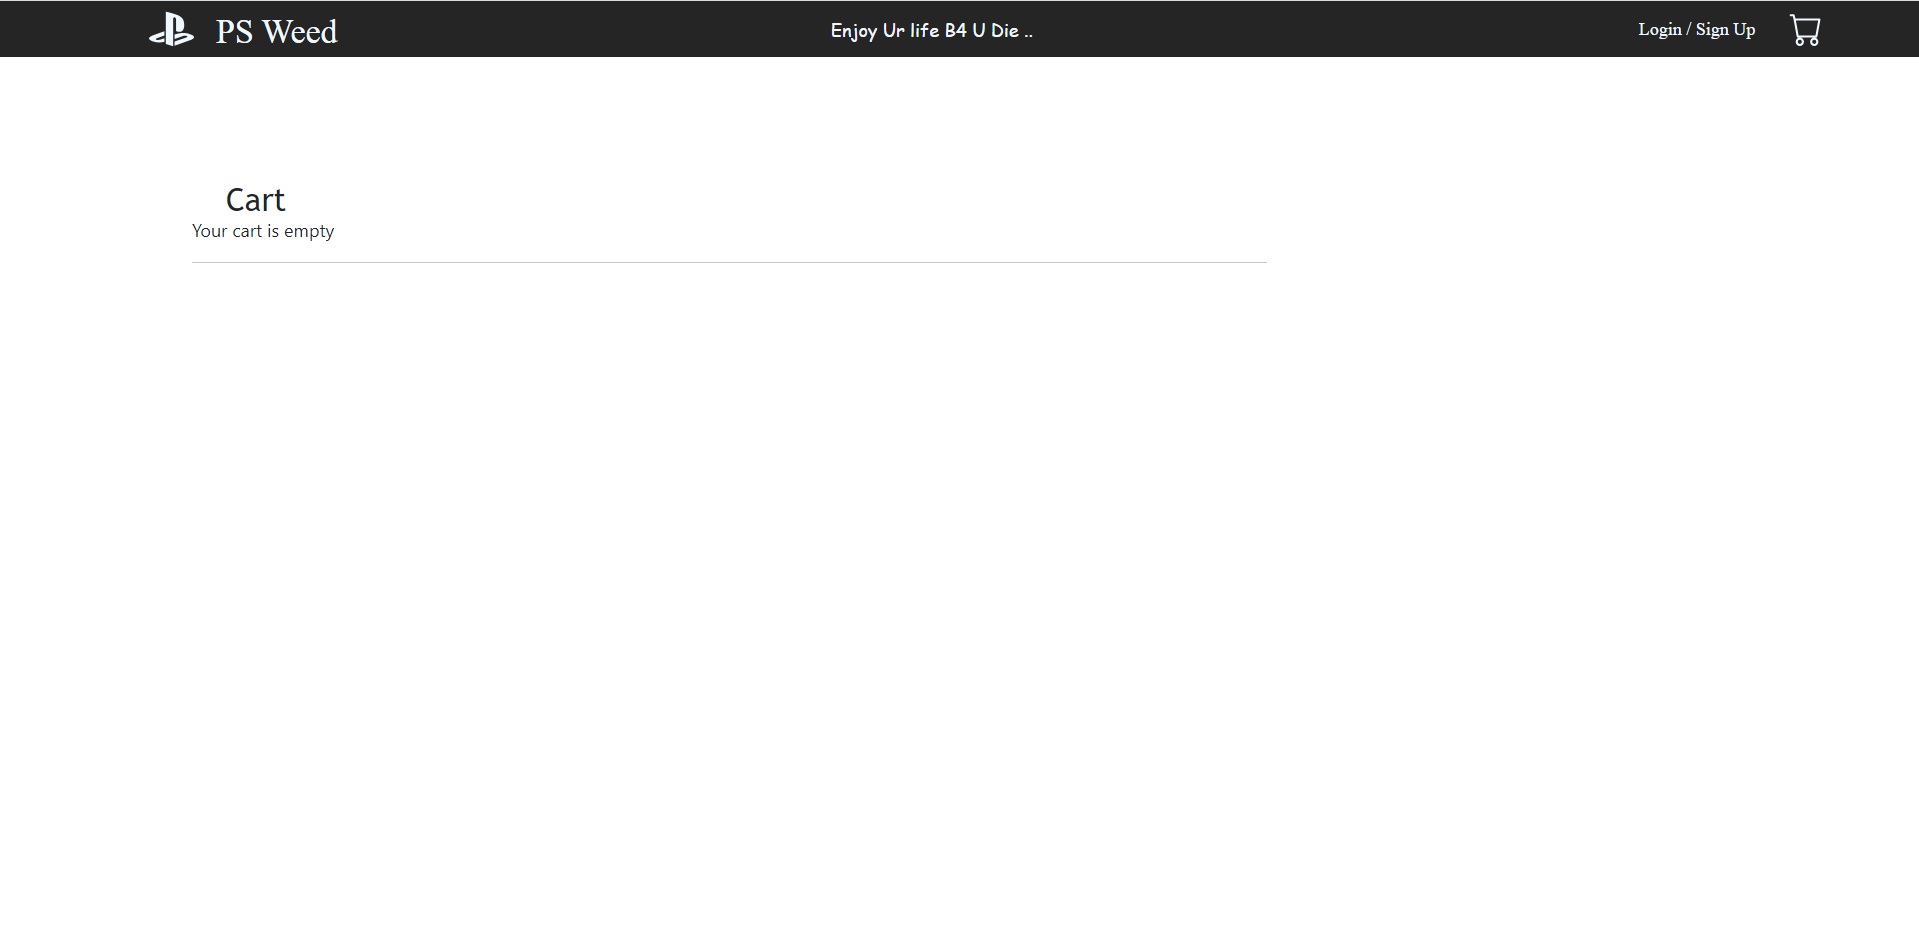 PS Weed
Enjoy Ur life B4 U Die ..
Login / Sign Up
Cart
Your cart is empty